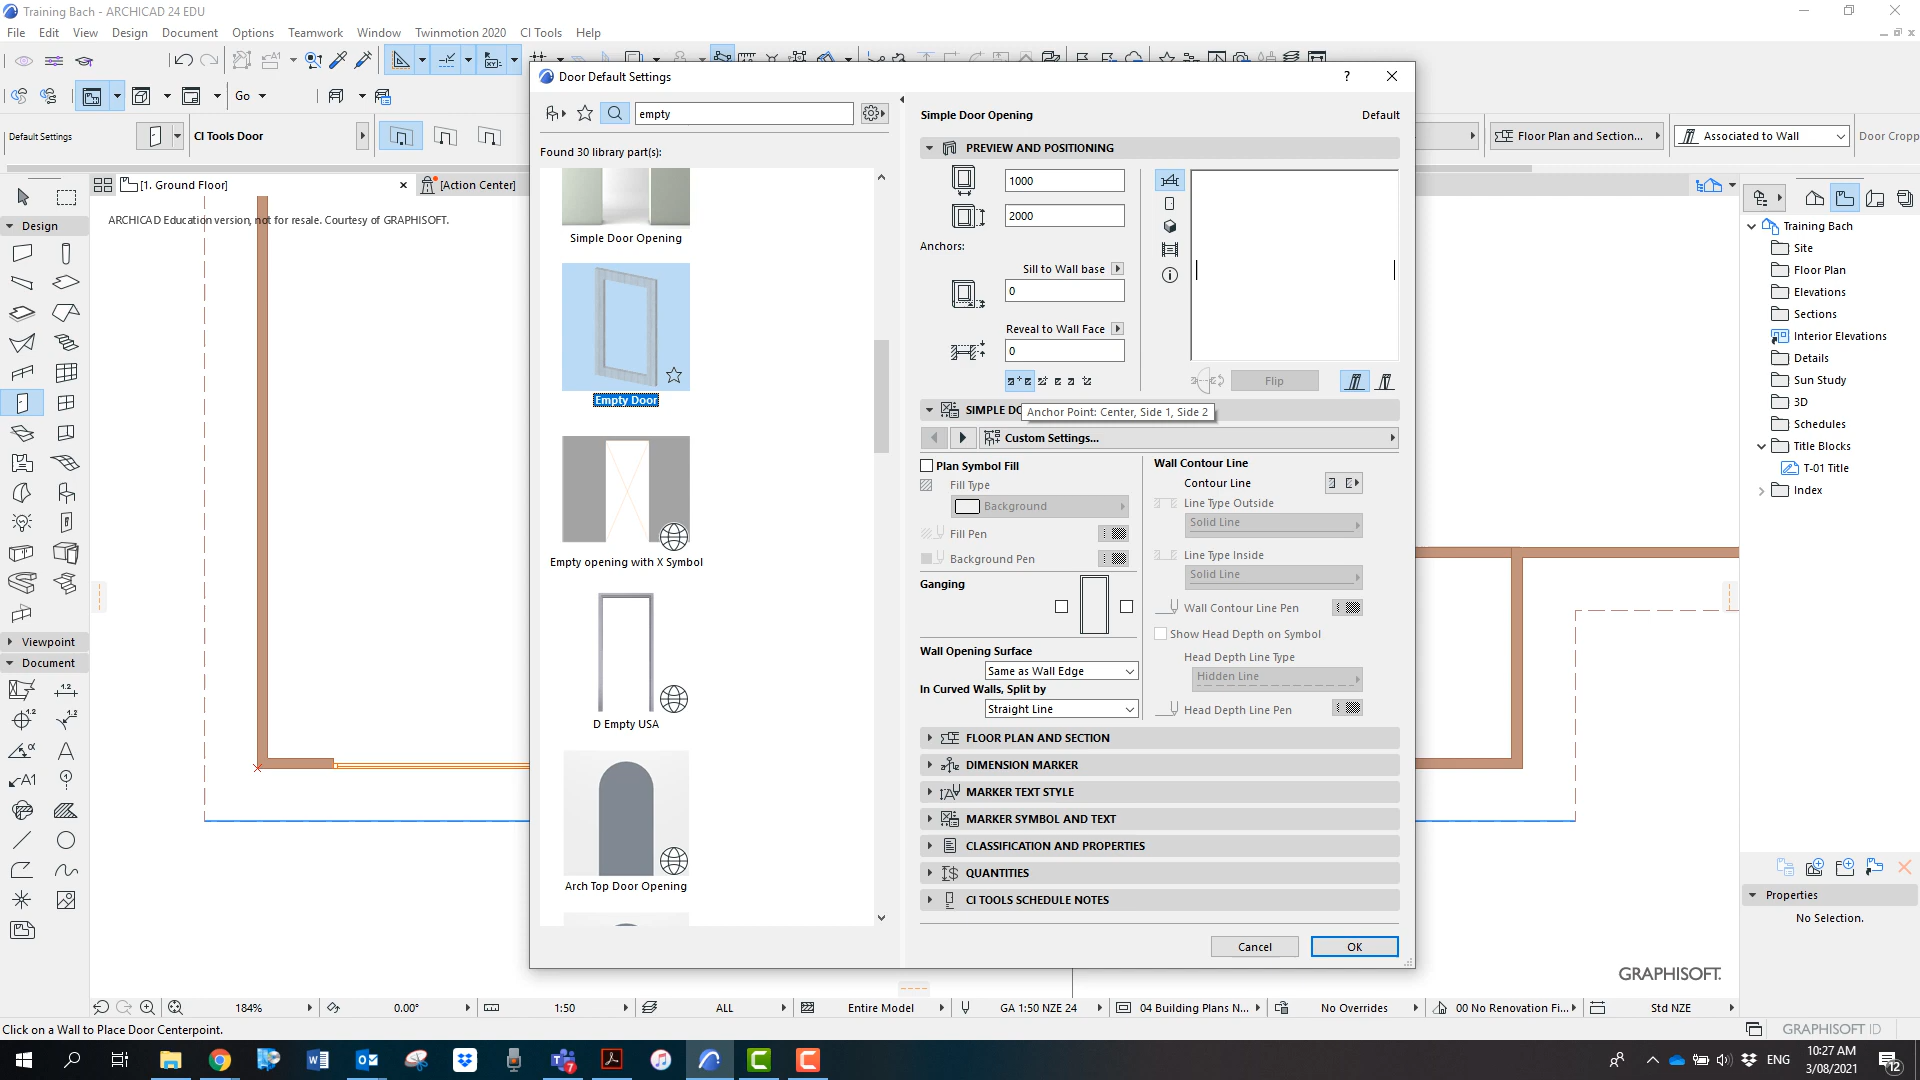 Training Bach - ARCHICAD 24 EDU
File Edit View Design Document Options Teamwork Window Twinmotion 2020 CI Tools Help
Go
Default Settings
CI Tools Door
Floor Plan and Section...
Associated to Wall
Door Cropp
[1. Ground Floor]
[Action Center]
ARCHICAD Education version, not for resale. Courtesy of GRAPHISOFT.
Design
Viewpoint
Document
1.2
1.2
A1
Door Default Settings
?
empty
Found 30 library part(s):
Simple Door Opening
Empty Door
Empty opening with X Symbol
D Empty USA
Arch Top Door Opening
Simple Door Opening
Default
PREVIEW AND POSITIONING
1000
2000
Anchors:
Sill to Wall base
0
Reveal to Wall Face
0
Flip
SIMPLE DO
Anchor Point: Center, Side 1, Side 2
Custom Settings...
Plan Symbol Fill
Fill Type
Background
Fill Pen
Background Pen
Ganging
Wall Opening Surface
Same as Wall Edge
In Curved Walls, Split by
Straight Line
Wall Contour Line
Contour Line
Line Type Outside
Solid Line
Line Type Inside
Solid Line
Wall Contour Line Pen
Show Head Depth on Symbol
Head Depth Line Type
Hidden Line
Head Depth Line Pen
FLOOR PLAN AND SECTION
DIMENSION MARKER
MARKER TEXT STYLE
MARKER SYMBOL AND TEXT
CLASSIFICATION AND PROPERTIES
QUANTITIES
CI TOOLS SCHEDULE NOTES
Cancel
OK
Training Bach
Site
Floor Plan
Elevations
Sections
Interior Elevations
Details
Sun Study
3D
Schedules
Title Blocks
T-01 Title
Index
Properties
No Selection.
GRAPHISOFT.
184%
0.00°
1:50
ALL
Entire Model
GA 1:50 NZE 24
04 Building Plans N...
No Overrides
00 No Renovation Fi...
Std NZE
Click on a Wall to Place Door Centerpoint.
GRAPHISOFT ID
ENG
10:27 AM
3/08/2021
7
12